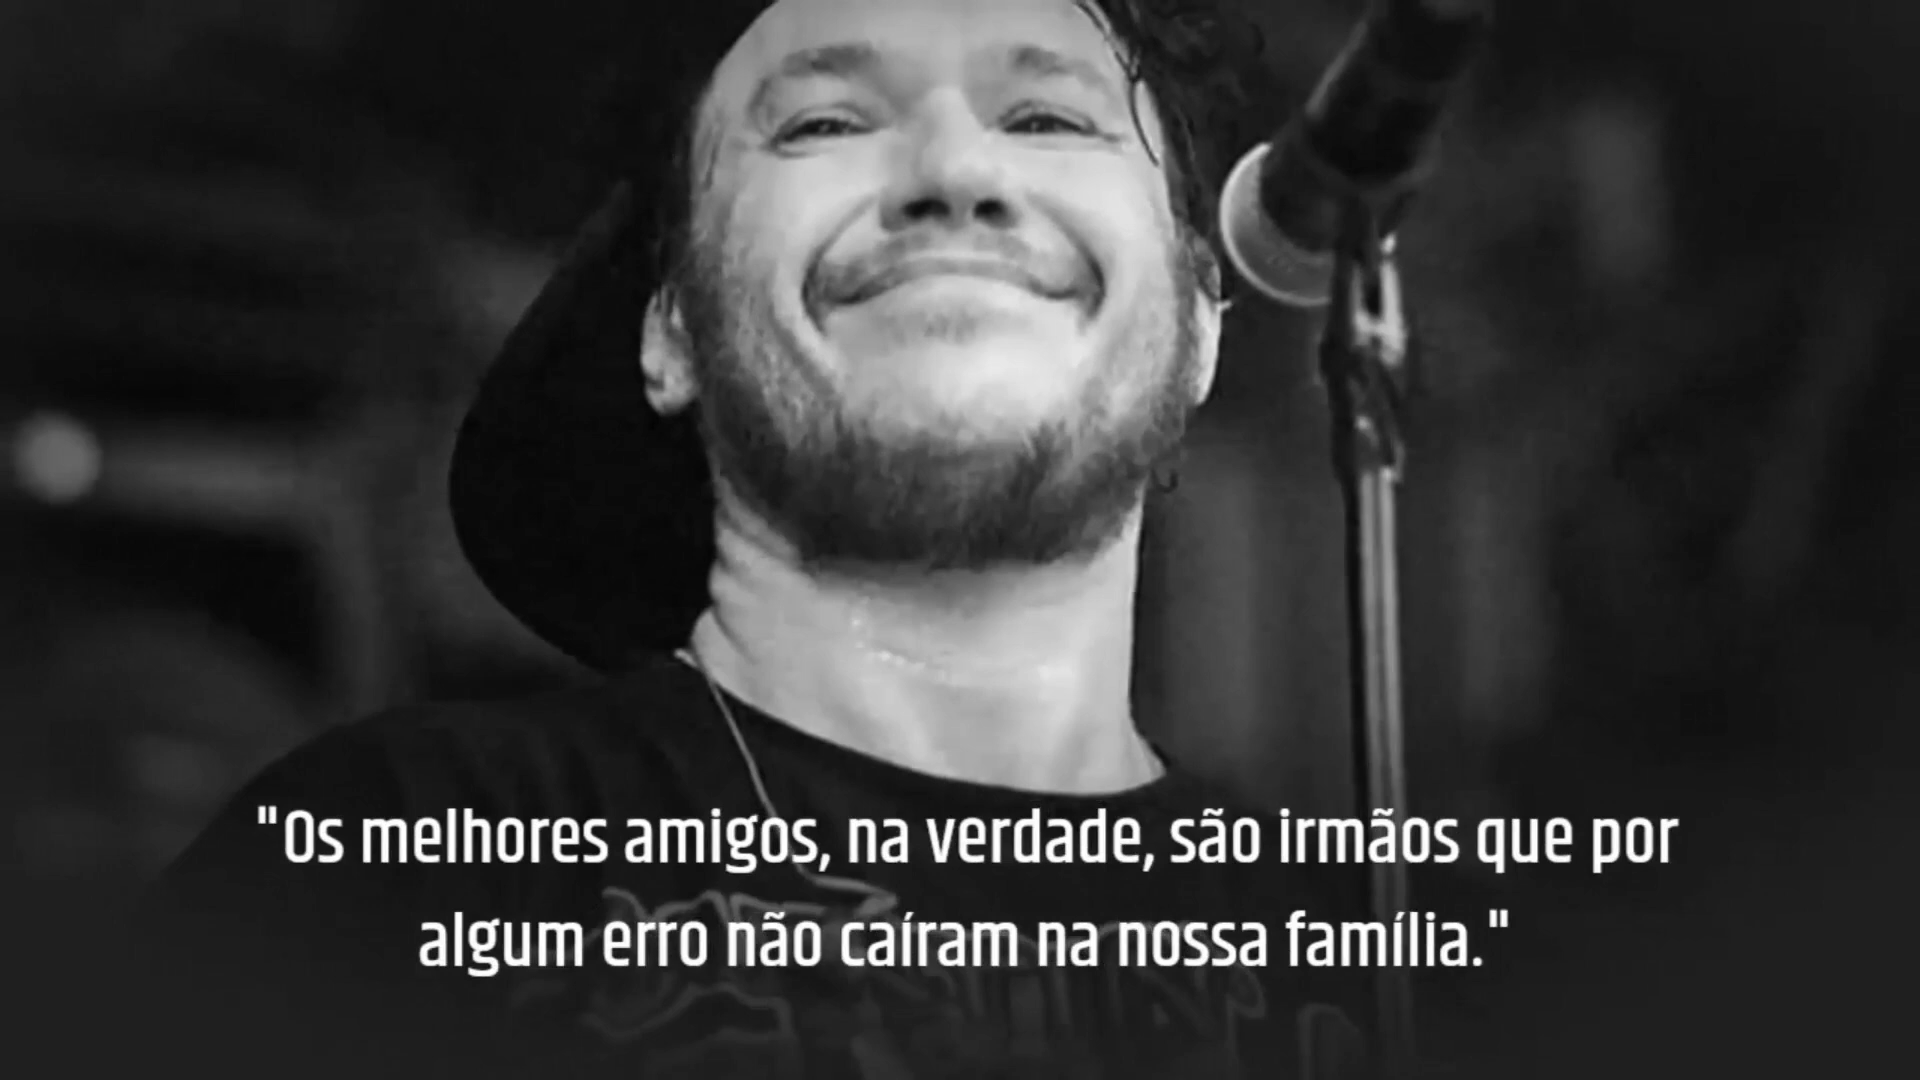 "Os melhores amigos, na verdade, são irmãos que por
algum erro não caíram na nossa família."